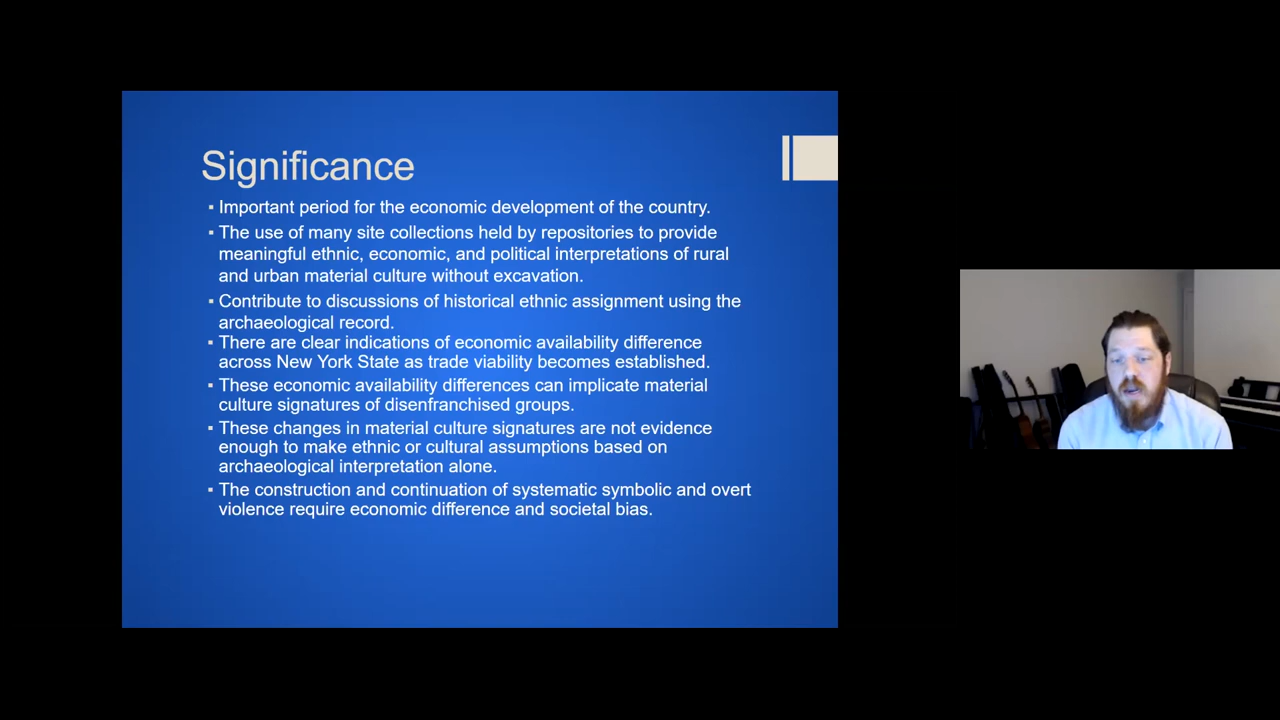 Significance
▪ Important period for the economic development of the country.
▪ The use of many site collections held by repositories to provide
meaningful ethnic, economic, and political interpretations of rural
and urban material culture without excavation.
▪ Contribute to discussions of historical ethnic assignment using the
archaeological record.
▪ There are clear indications of economic availability difference
across New York State as trade viability becomes established.
▪ These economic availability differences can implicate material
culture signatures of disenfranchised groups.
▪ These changes in material culture signatures are not evidence
enough to make ethnic or cultural assumptions based on
archaeological interpretation alone.
▪ The construction and continuation of systematic symbolic and overt
violence require economic difference and societal bias.